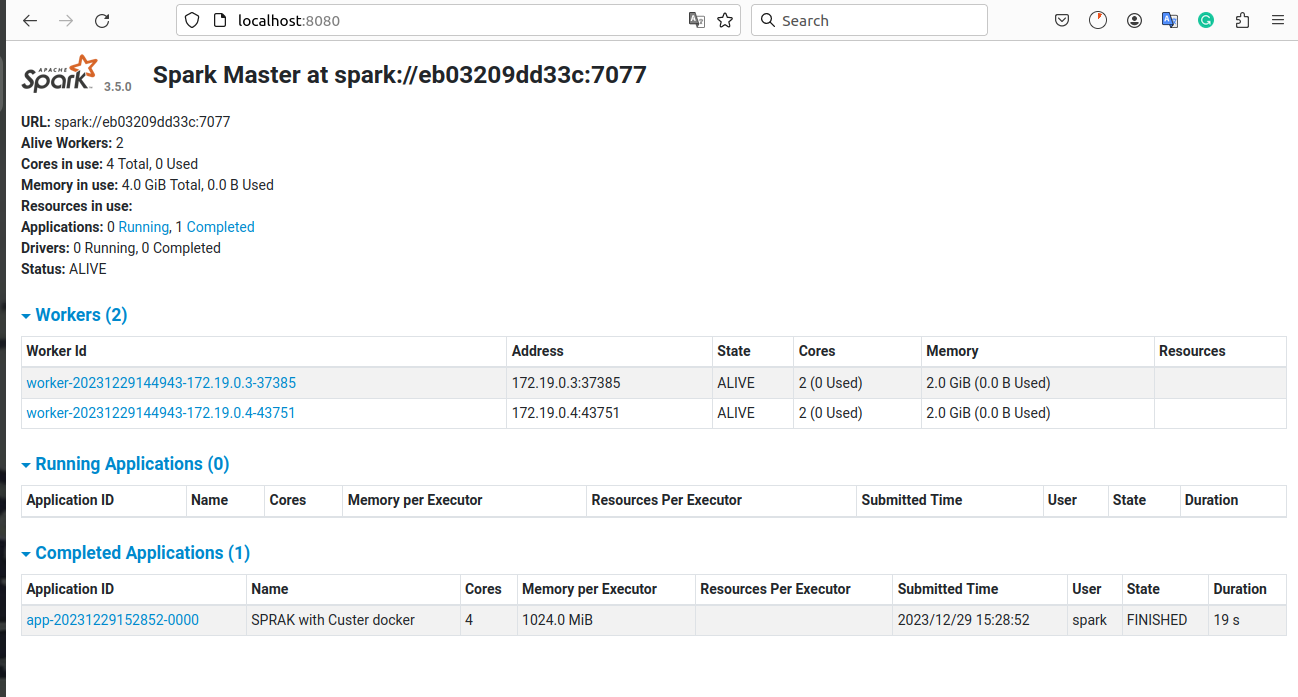 localhost:8080
Search
APACHE Spark 3.5.0 Spark Master at spark://eb03209dd33c:7077
URL: spark://eb03209dd33c:7077
Alive Workers: 2
Cores in use: 4 Total, 0 Used
Memory in use: 4.0 GiB Total, 0.0 B Used
Resources in use:
Applications: 0 Running, 1 Completed
Drivers: 0 Running, 0 Completed
Status: ALIVE
Workers (2)
Worker Id Address State Cores Memory Resources
worker-20231229144943-172.19.0.3-37385 172.19.0.3:37385 ALIVE 2 (0 Used) 2.0 GiB (0.0 B Used)
worker-20231229144943-172.19.0.4-43751 172.19.0.4:43751 ALIVE 2 (0 Used) 2.0 GiB (0.0 B Used)
Running Applications (0)
Application ID Name Cores Memory per Executor Resources Per Executor Submitted Time User State Duration
Completed Applications (1)
Application ID Name Cores Memory per Executor Resources Per Executor Submitted Time User State Duration
app-20231229152852-0000 SPRAK with Custer docker 4 1024.0 MiB 2023/12/29 15:28:52 spark FINISHED 19 s